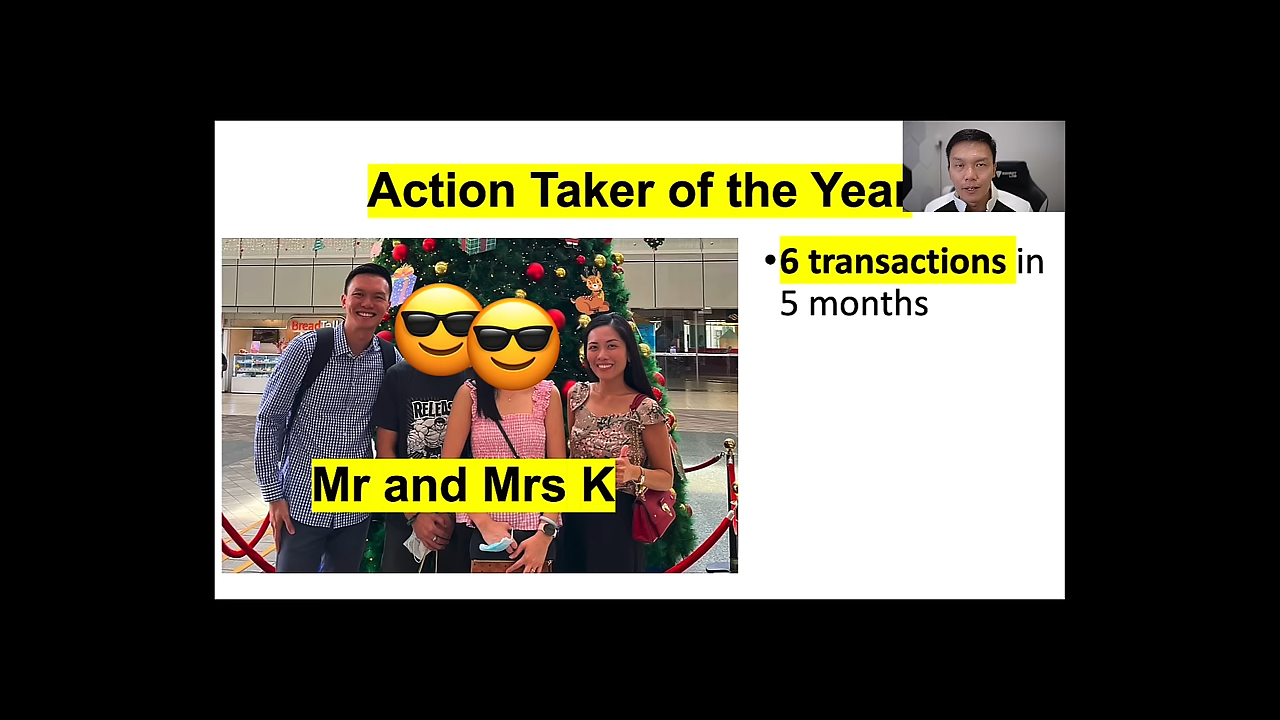 Action Taker of the Year
•6 transactions in
5 months
Mr and Mrs K